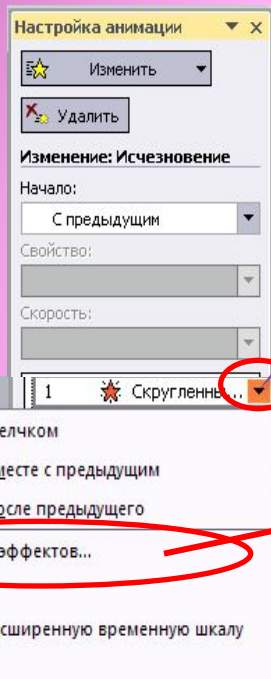 Настройка анимации
Изменить
Удалить
Изменение: Исчезновение
Начало:
С предыдущим
Свойство:
Скорость:
1 Скругленны...
елчком
месте с предыдущим
осле предыдущего
эффектов...
сширенную временную шкалу